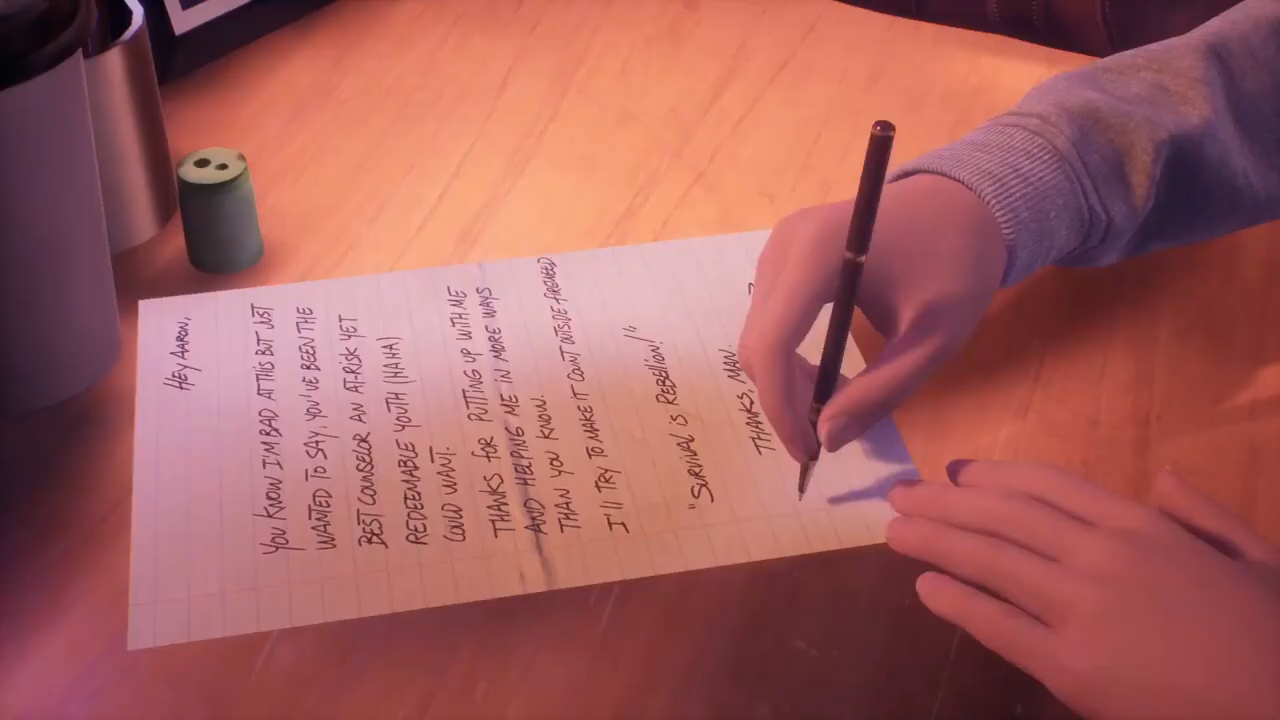 HEY AARON,
YOU KNOW I'M BAD AT THIS BUT JUST
WANTED TO SAY, YOU'VE BEEN THE
BEST COUNSELOR AN AT-RISK YET
REDEEMABLE YOUTH (HAHA)
COULD WANT.
THANKS FOR PUTTING UP WITH ME
AND HELPING ME IN MORE WAYS
THAN YOU KNOW.
I'LL TRY TO MAKE IT COUNT OUTSIDE FIREWEED
"SURVIVAL IS REBELLION!"
THANKS, MAN.